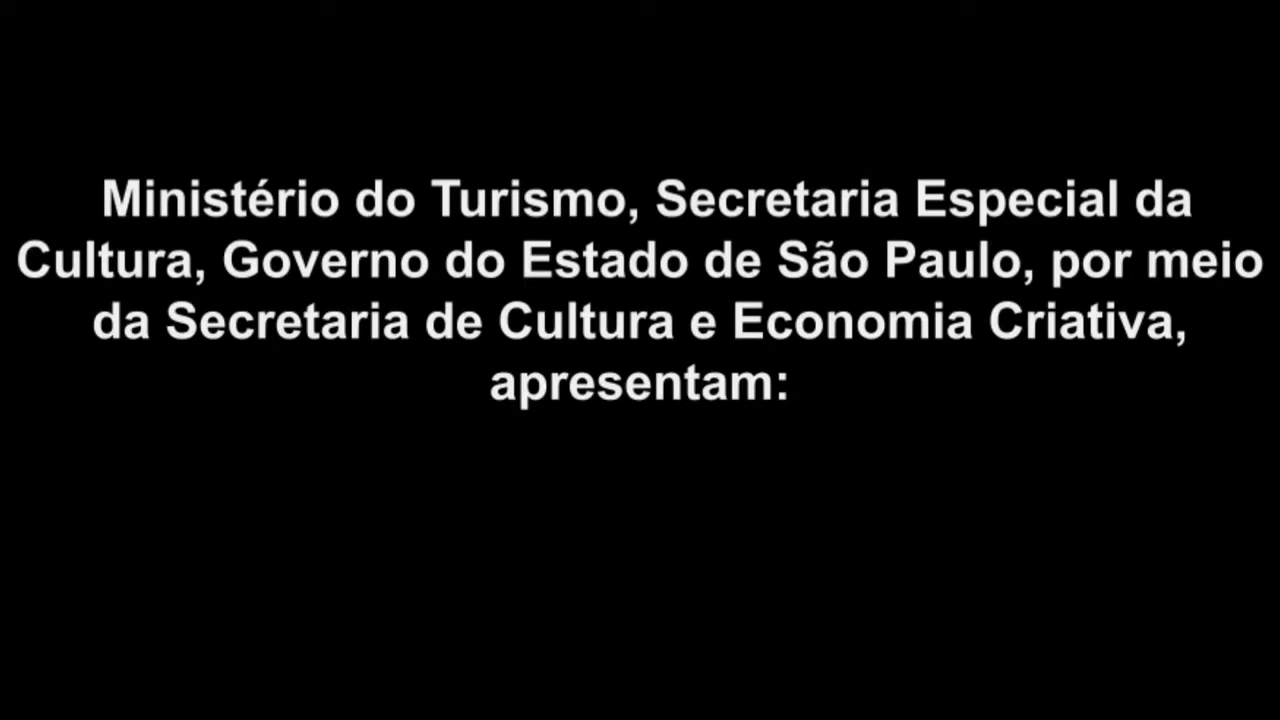 Ministério do Turismo, Secretaria Especial da
Cultura, Governo do Estado de São Paulo, por meio
da Secretaria de Cultura e Economia Criativa,
apresentam: